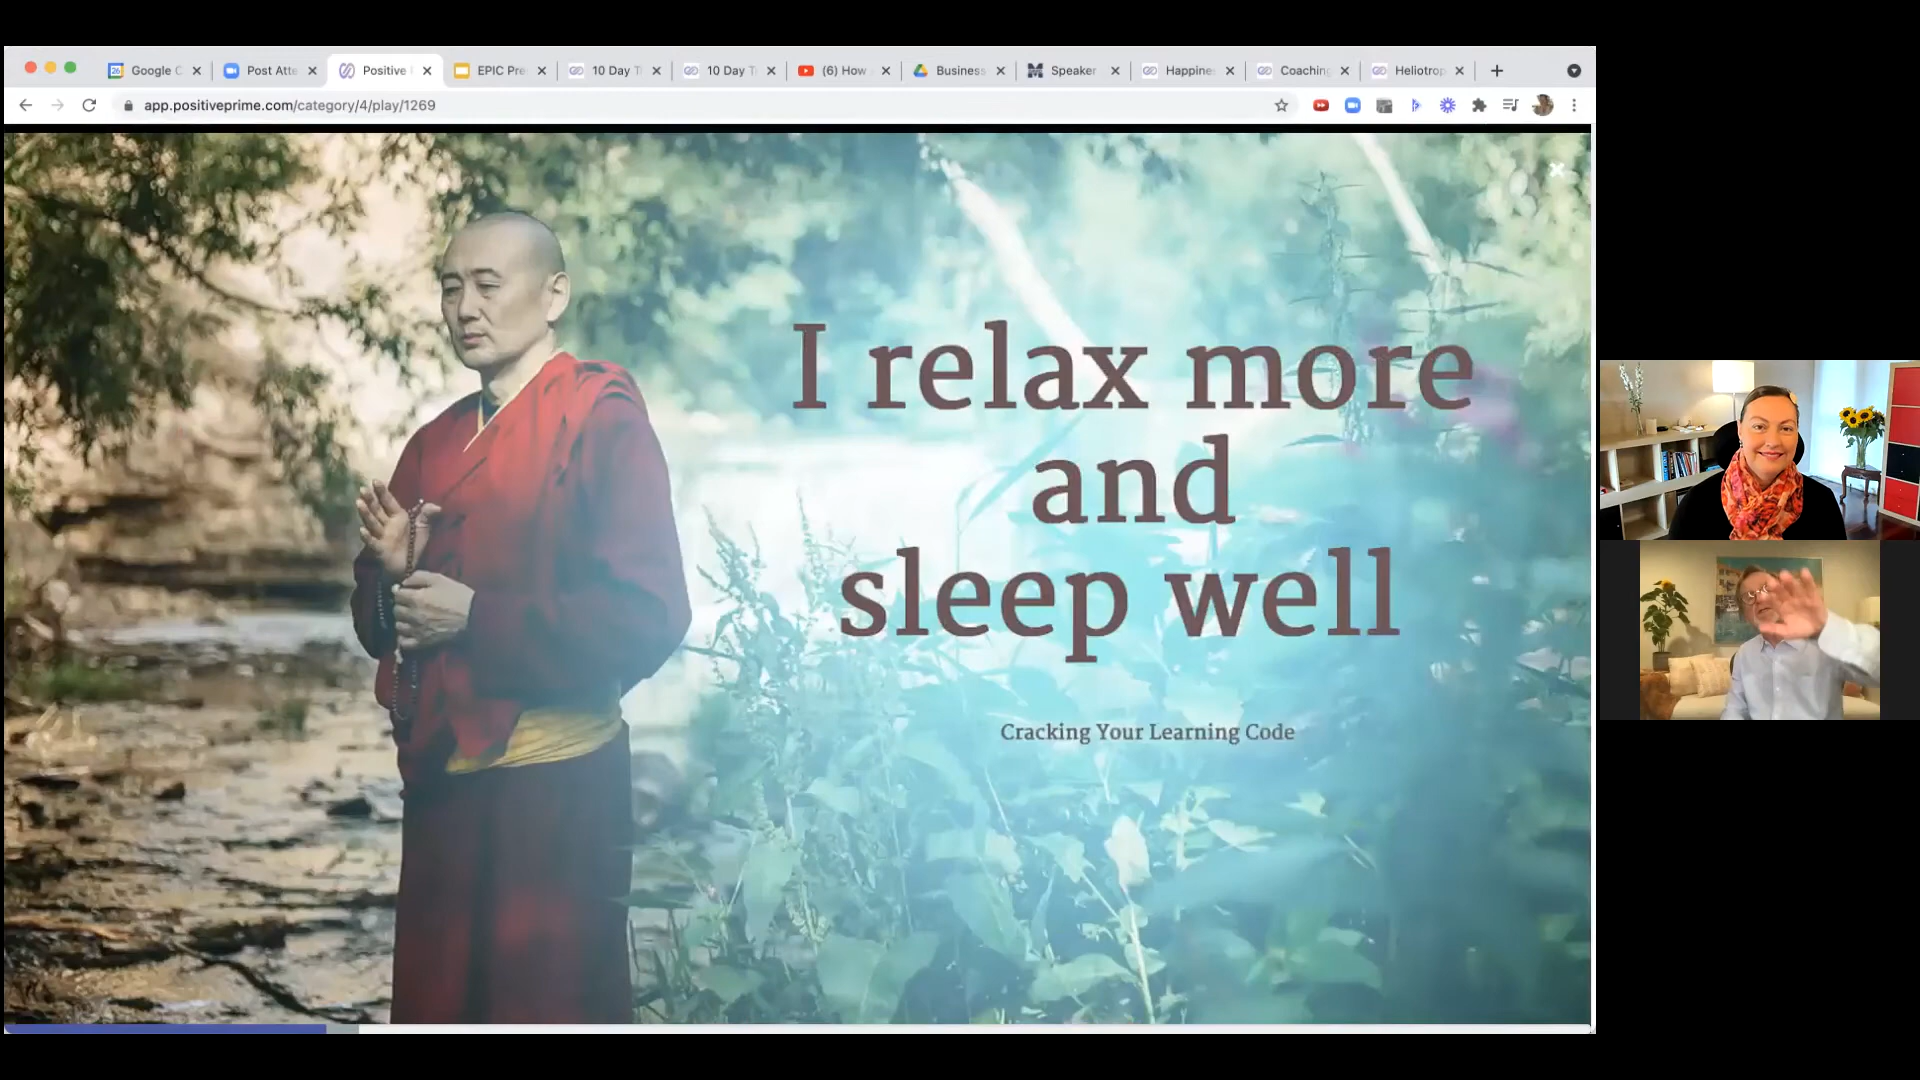 Google C
Post Atte
Positive
EPIC Pre
10 Day T
10 Day T
(6) How
Business
Speaker
Happines
Coaching
Heliotrop
app.positiveprime.com/category/4/play/1269
I relax more
and
sleep well
Cracking Your Learning Code